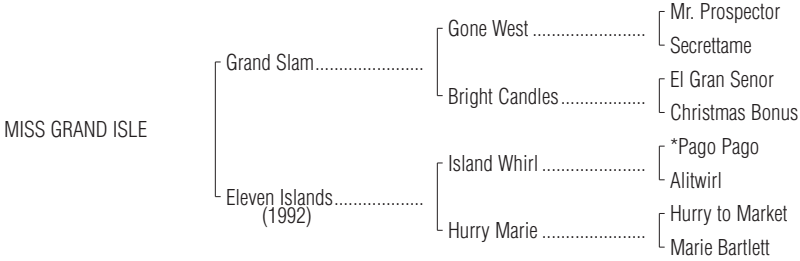 Mr. Prospector
Gone West ........................
Secrettame
Grand Slam.......................
El Gran Senor
Bright Candles...................
Christmas Bonus
MISS GRAND ISLE
*Pago Pago
Island Whirl ........................
Alitwirl
Eleven Islands...................
(1992)
Hurry to Market
Hurry Marie .......................
Marie Bartlett